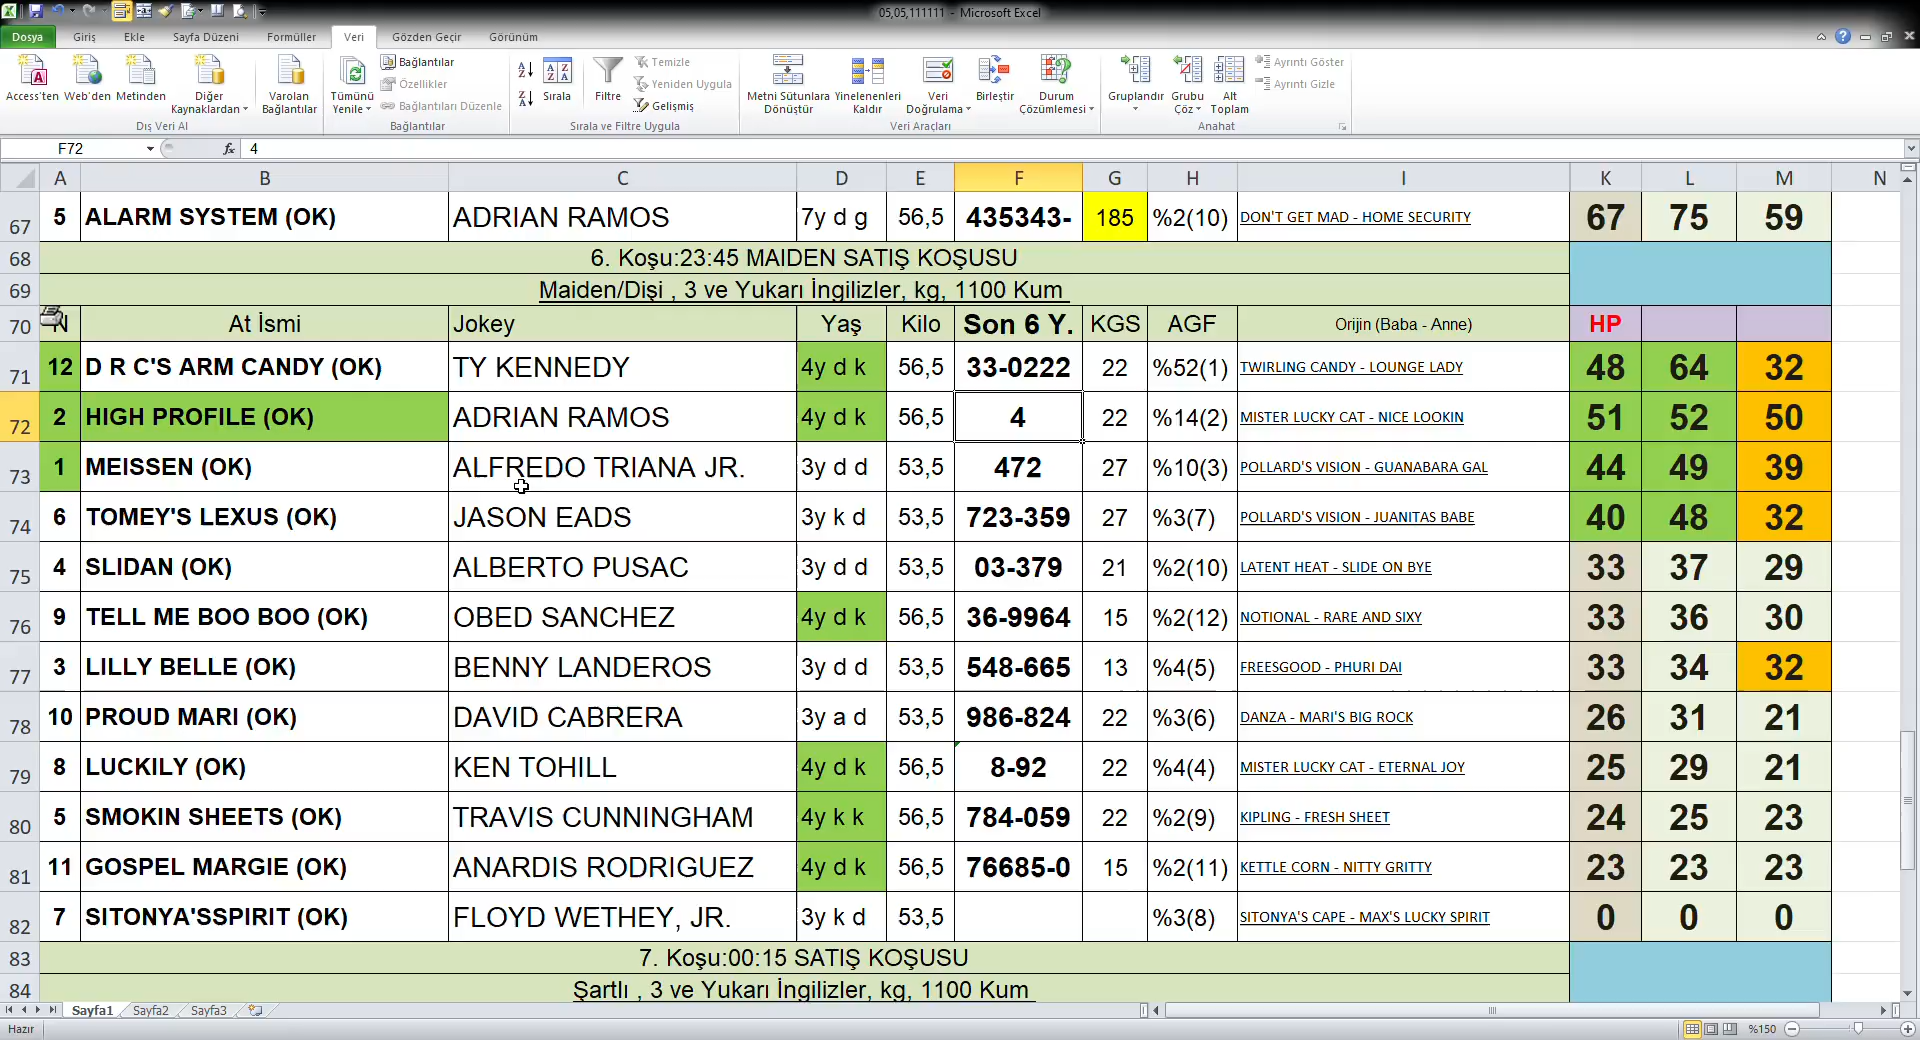 05,05,111111 - Microsoft Excel
Dosya Giriş Ekle Sayfa Düzeni Formüller Veri Gözden Geçir Görünüm
Access'ten Web'den Metinden Diğer Kaynaklardan Varolan Bağlantılar Tümünü Yenile Bağlantılar Özellikler Bağlantıları Düzenle Sırala Filtre Temizle Yeniden Uygula Gelişmiş Metni Sütunlara Dönüştür Yinelenenleri Kaldır Veri Doğrulama Birleştir Durum Çözümlemesi Gruplandır Grubu Çöz Alt Toplam Ayrıntı Göster Ayrıntı Gizle
Dış Veri Al Bağlantılar Sırala ve Filtre Uygula Veri Araçları Anahat
F72 fx 4
A B C D E F G H I K L M N
67 5 ALARM SYSTEM (OK) ADRIAN RAMOS 7y d g 56,5 435343- 185 %2(10) DON'T GET MAD - HOME SECURITY 67 75 59
68 6. Koşu:23:45 MAIDEN SATIŞ KOŞUSU
69 Maiden/Dişi , 3 ve Yukarı İngilizler, kg, 1100 Kum
70 N At İsmi Jokey Yaş Kilo Son 6 Y. KGS AGF Orijin (Baba - Anne) HP
71 12 D R C'S ARM CANDY (OK) TY KENNEDY 4y d k 56,5 33-0222 22 %52(1) TWIRLING CANDY - LOUNGE LADY 48 64 32
72 2 HIGH PROFILE (OK) ADRIAN RAMOS 4y d k 56,5 4 22 %14(2) MISTER LUCKY CAT - NICE LOOKIN 51 52 50
73 1 MEISSEN (OK) ALFREDO TRIANA JR. 3y d d 53,5 472 27 %10(3) POLLARD'S VISION - GUANABARA GAL 44 49 39
74 6 TOMEY'S LEXUS (OK) JASON EADS 3y k d 53,5 723-359 27 %3(7) POLLARD'S VISION - JUANITAS BABE 40 48 32
75 4 SLIDAN (OK) ALBERTO PUSAC 3y d d 53,5 03-379 21 %2(10) LATENT HEAT - SLIDE ON BYE 33 37 29
76 9 TELL ME BOO BOO (OK) OBED SANCHEZ 4y d k 56,5 36-9964 15 %2(12) NOTIONAL - RARE AND SIXY 33 36 30
77 3 LILLY BELLE (OK) BENNY LANDEROS 3y d d 53,5 548-665 13 %4(5) FREESGOOD - PHURI DAI 33 34 32
78 10 PROUD MARI (OK) DAVID CABRERA 3y a d 53,5 986-824 22 %3(6) DANZA - MARI'S BIG ROCK 26 31 21
79 8 LUCKILY (OK) KEN TOHILL 4y d k 56,5 8-92 22 %4(4) MISTER LUCKY CAT - ETERNAL JOY 25 29 21
80 5 SMOKIN SHEETS (OK) TRAVIS CUNNINGHAM 4y k k 56,5 784-059 22 %2(9) KIPLING - FRESH SHEET 24 25 23
81 11 GOSPEL MARGIE (OK) ANARDIS RODRIGUEZ 4y d k 56,5 76685-0 15 %2(11) KETTLE CORN - NITTY GRITTY 23 23 23
82 7 SITONYA'SSPIRIT (OK) FLOYD WETHEY, JR. 3y k d 53,5 %3(8) SITONYA'S CAPE - MAX'S LUCKY SPIRIT 0 0 0
83 7. Koşu:00:15 SATIŞ KOŞUSU
84 Şartlı , 3 ve Yukarı İngilizler, kg, 1100 Kum
Sayfa1 Sayfa2 Sayfa3
Hazır %150